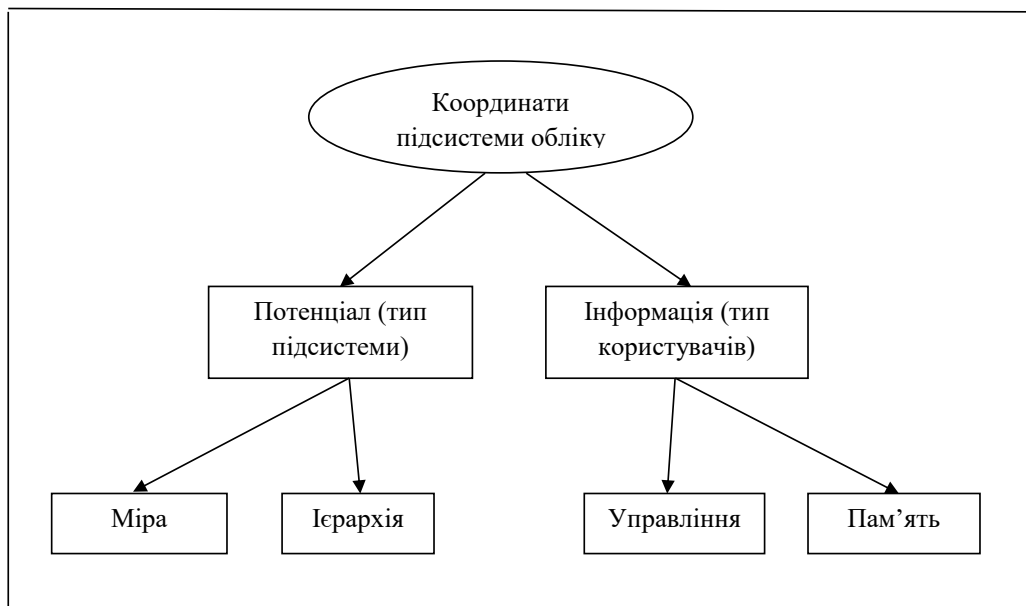 Координати
підсистеми обліку
Потенціал (тип
підсистеми)
Інформація (тип
користувачів)
Міра
Ієрархія
Управління
Пам’ять